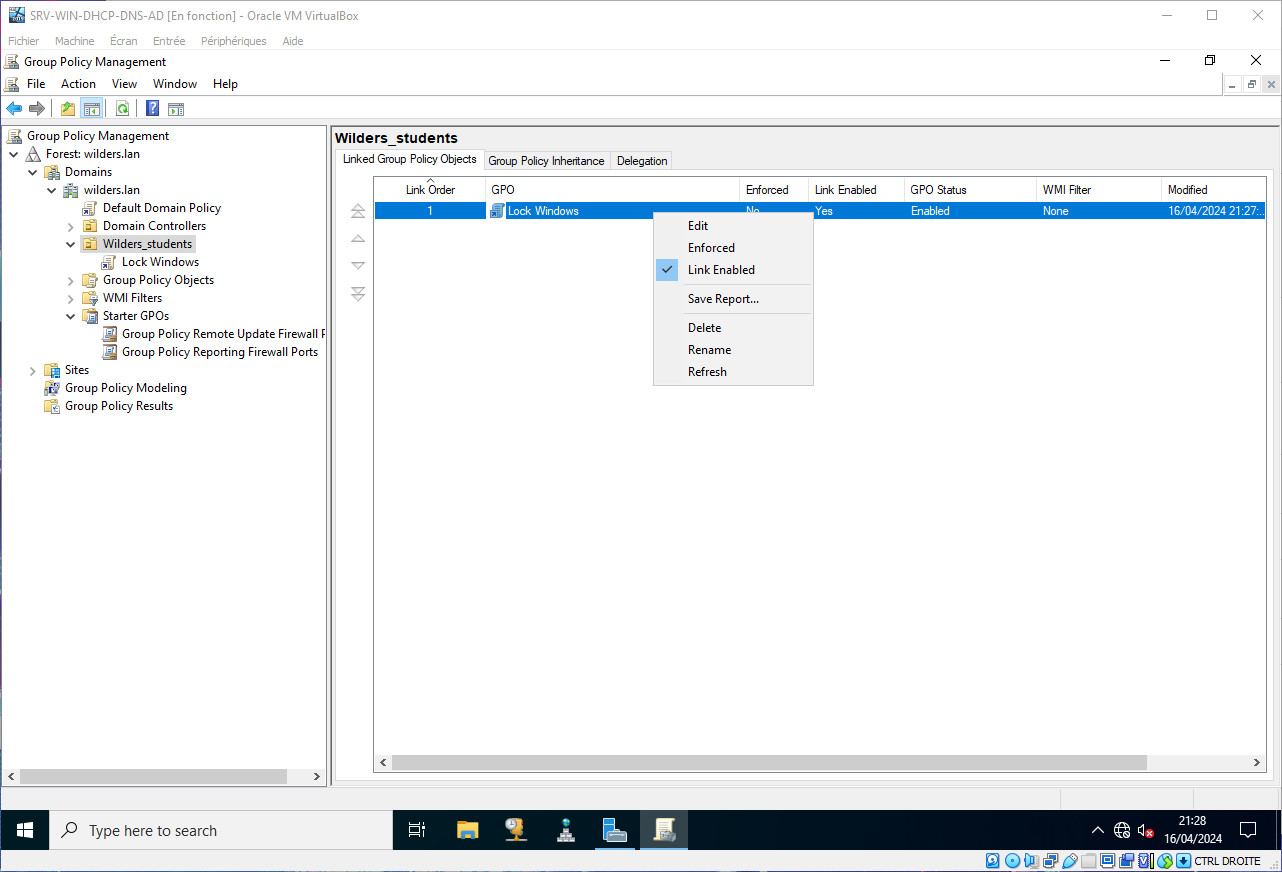 SRV-WIN-DHCP-DNS-AD [En fonction] - Oracle VM VirtualBox
Fichier Machine Écran Entrée Périphériques Aide
Group Policy Management
File Action View Window Help
Group Policy Management
Forest: wilders.lan
Domains
wilders.lan
Default Domain Policy
Domain Controllers
Wilders_students
Lock Windows
Group Policy Objects
WMI Filters
Starter GPOs
Group Policy Remote Update Firewall P
Group Policy Reporting Firewall Ports
Sites
Group Policy Modeling
Group Policy Results
Wilders_students
Linked Group Policy Objects Group Policy Inheritance Delegation
Link Order GPO Enforced Link Enabled GPO Status WMI Filter Modified
1 Lock Windows No Yes Enabled None 16/04/2024 21:27:...
Edit
Enforced
Link Enabled
Save Report...
Delete
Rename
Refresh
Type here to search
21:28
16/04/2024
CTRL DROITE